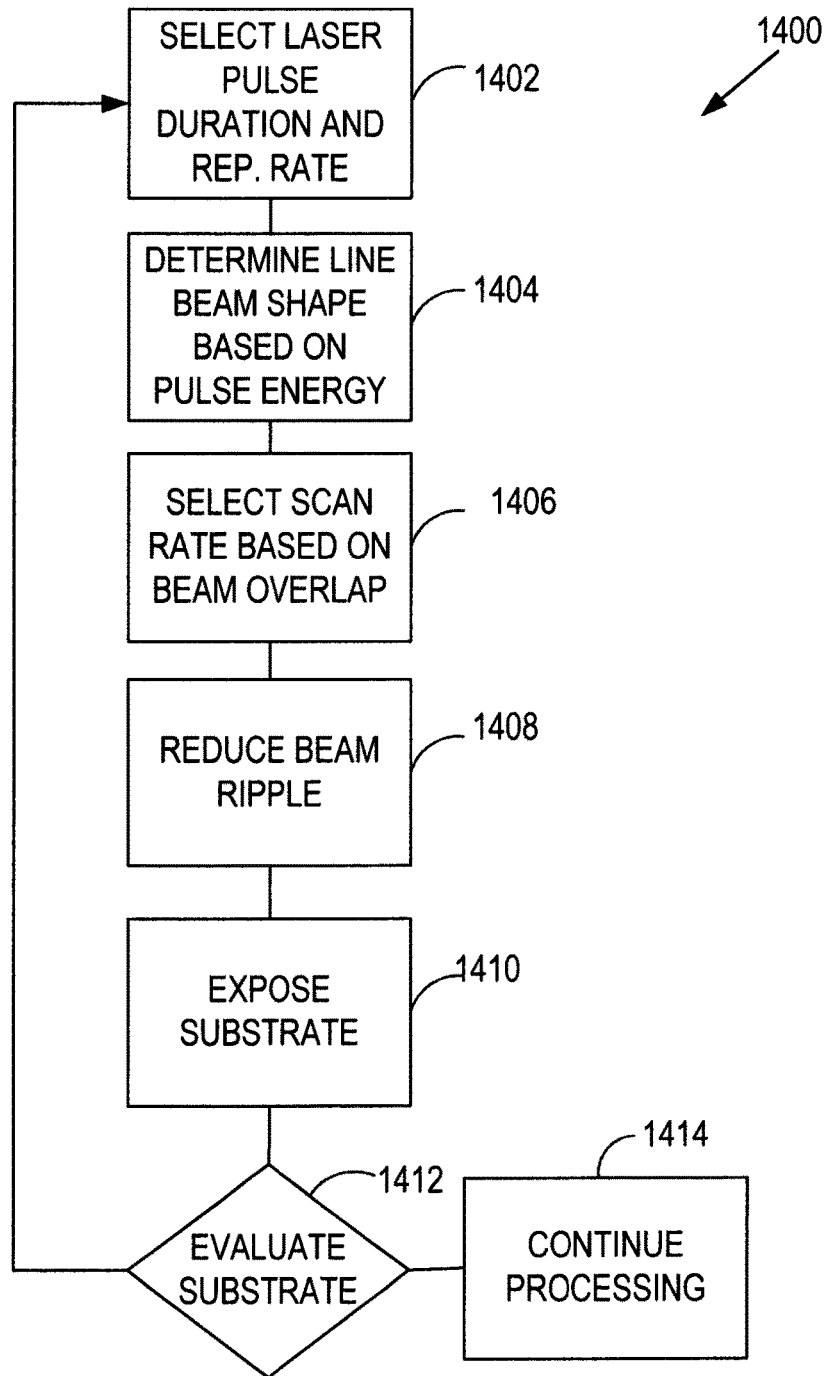 SELECT LASER
PULSE
DURATION AND
REP. RATE
1402
1400
DETERMINE LINE
BEAM SHAPE
BASED ON
PULSE ENERGY
1404
SELECT SCAN
RATE BASED ON
BEAM OVERLAP
1406
REDUCE BEAM
RIPPLE
1408
EXPOSE
SUBSTRATE
1410
EVALUATE
SUBSTRATE
1412
CONTINUE
PROCESSING
1414